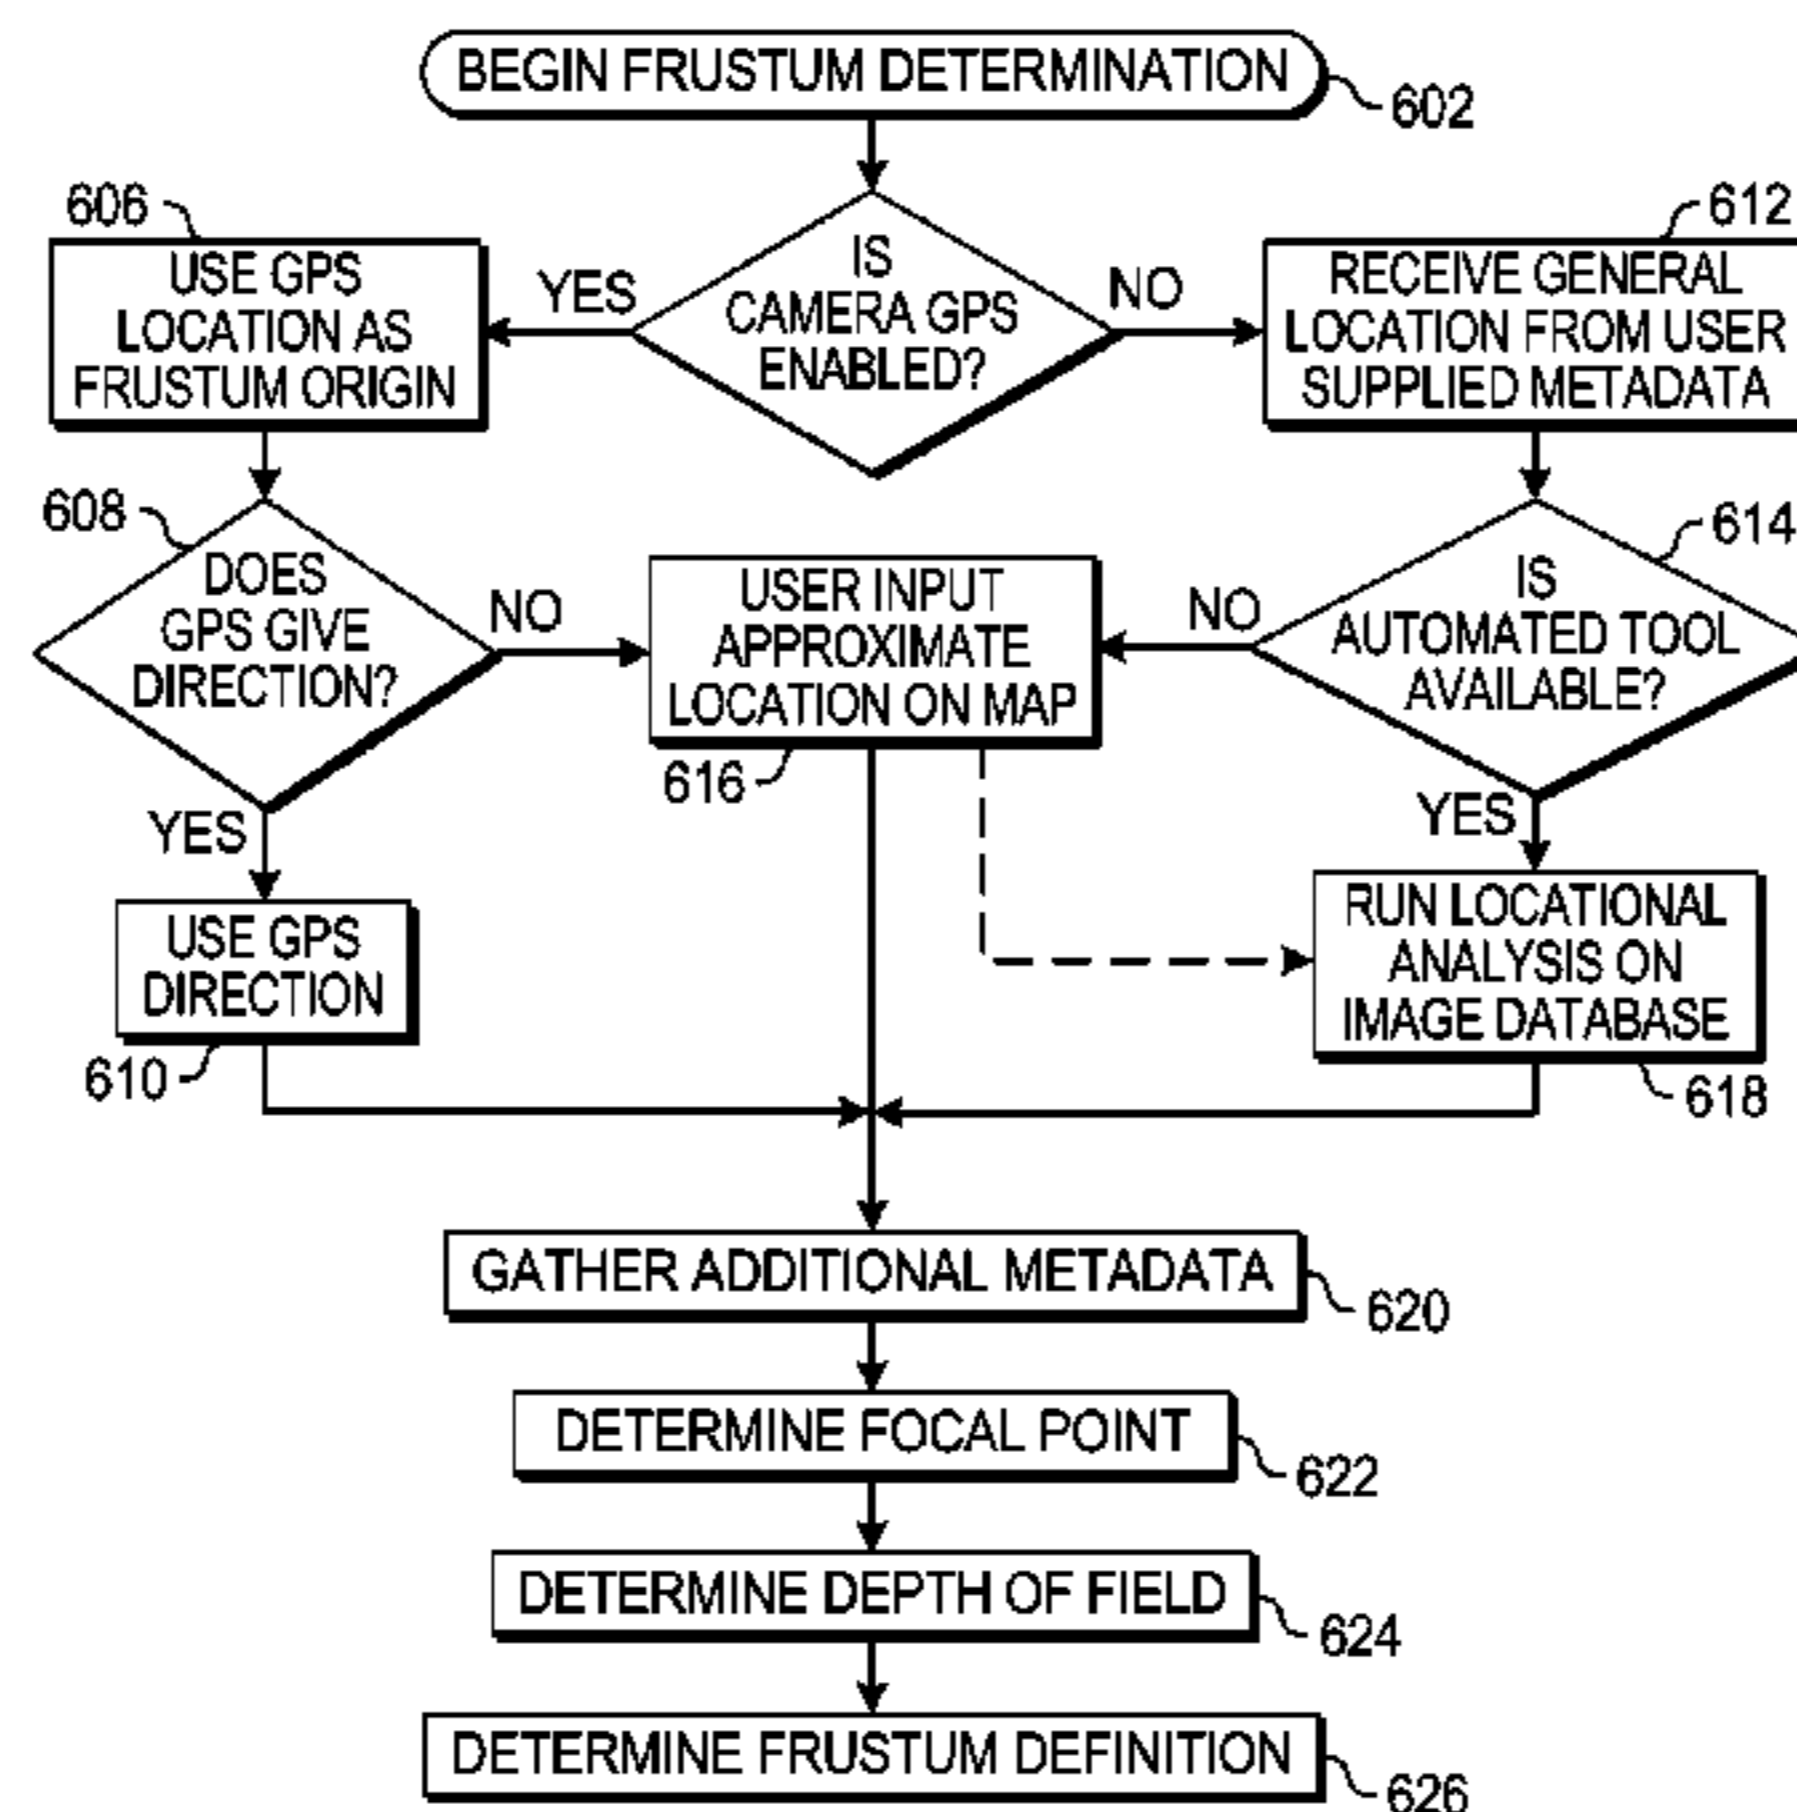 BEGIN FRUSTUM DETERMINATION
602
606
USE GPS
LOCATION AS
FRUSTUM ORIGIN
YES
IS
CAMERA GPS
ENABLED?
NO
612
RECEIVE GENERAL
LOCATION FROM USER
SUPPLIED METADATA
608
DOES
GPS GIVE
DIRECTION?
NO
USER INPUT
APPROXIMATE
LOCATION ON MAP
616
NO
614
IS
AUTOMATED TOOL
AVAILABLE?
YES
YES
USE GPS
DIRECTION
610
RUN LOCATIONAL
ANALYSIS ON
IMAGE DATABASE
618
GATHER ADDITIONAL METADATA
620
DETERMINE FOCAL POINT
622
DETERMINE DEPTH OF FIELD
624
DETERMINE FRUSTUM DEFINITION
626